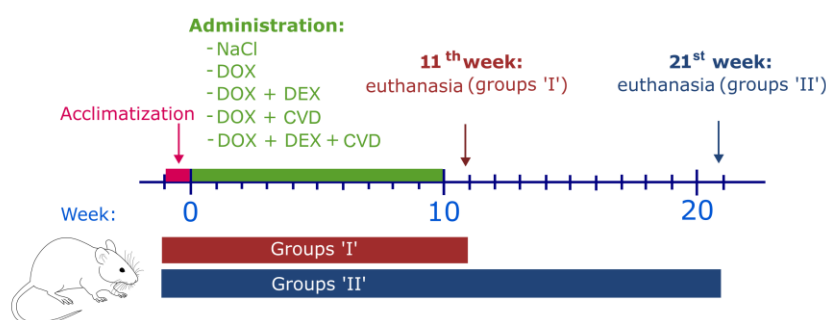 Administration:
-NaCl
-DOX
-DOX + DEX
-DOX + CVD
-DOX + DEX + CVD
Acclimatization
11th week:
euthanasia (groups 'I')
21st week:
euthanasia (groups 'II')
Week: 0 10 20
Groups 'I'
Groups 'II'